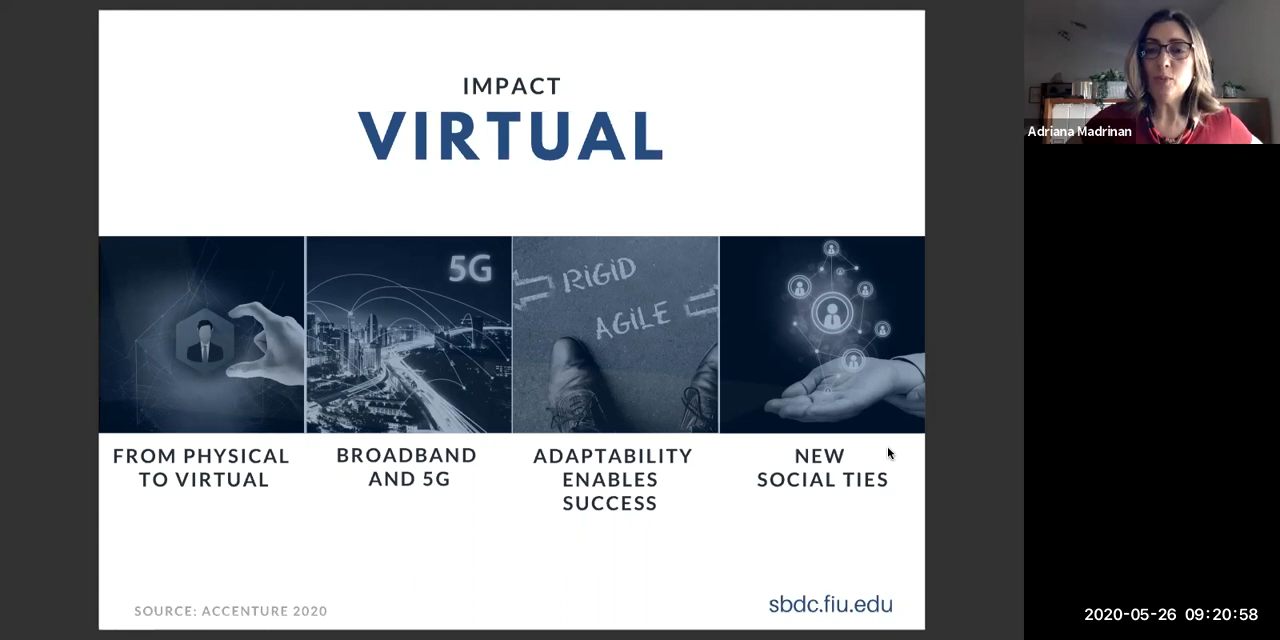 IMPACT
VIRTUAL
5G
RIGID
AGILE
FROM PHYSICAL
TO VIRTUAL
BROADBAND
AND 5G
ADAPTABILITY
ENABLES
SUCCESS
NEW
SOCIAL TIES
SOURCE: ACCENTURE 2020
sbdc.fiu.edu
Adriana Madrinan
2020-05-26 09:20:58